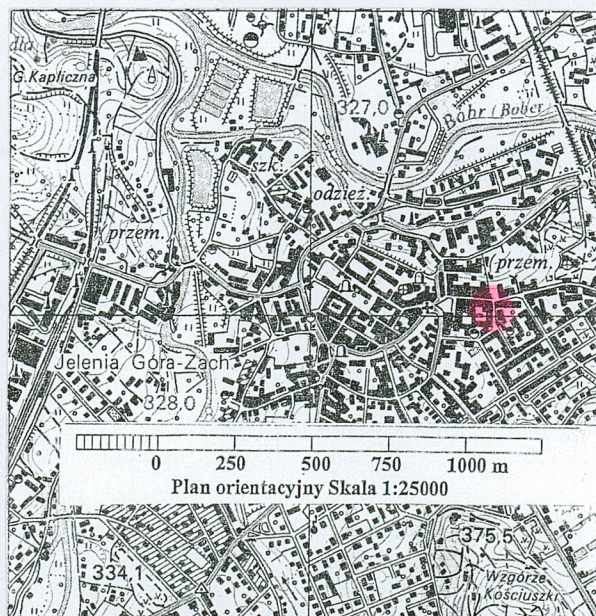 dla
G. Kapliczna
327,0
Bóbr (Bober)
szk.
odzież.
przem.
przem.
Jelenia Góra-Zach.
328,0
0 250 500 750 1000 m
Plan orientacyjny Skala 1:25000
375,5
334,1
Wzgórze
Kościuszki